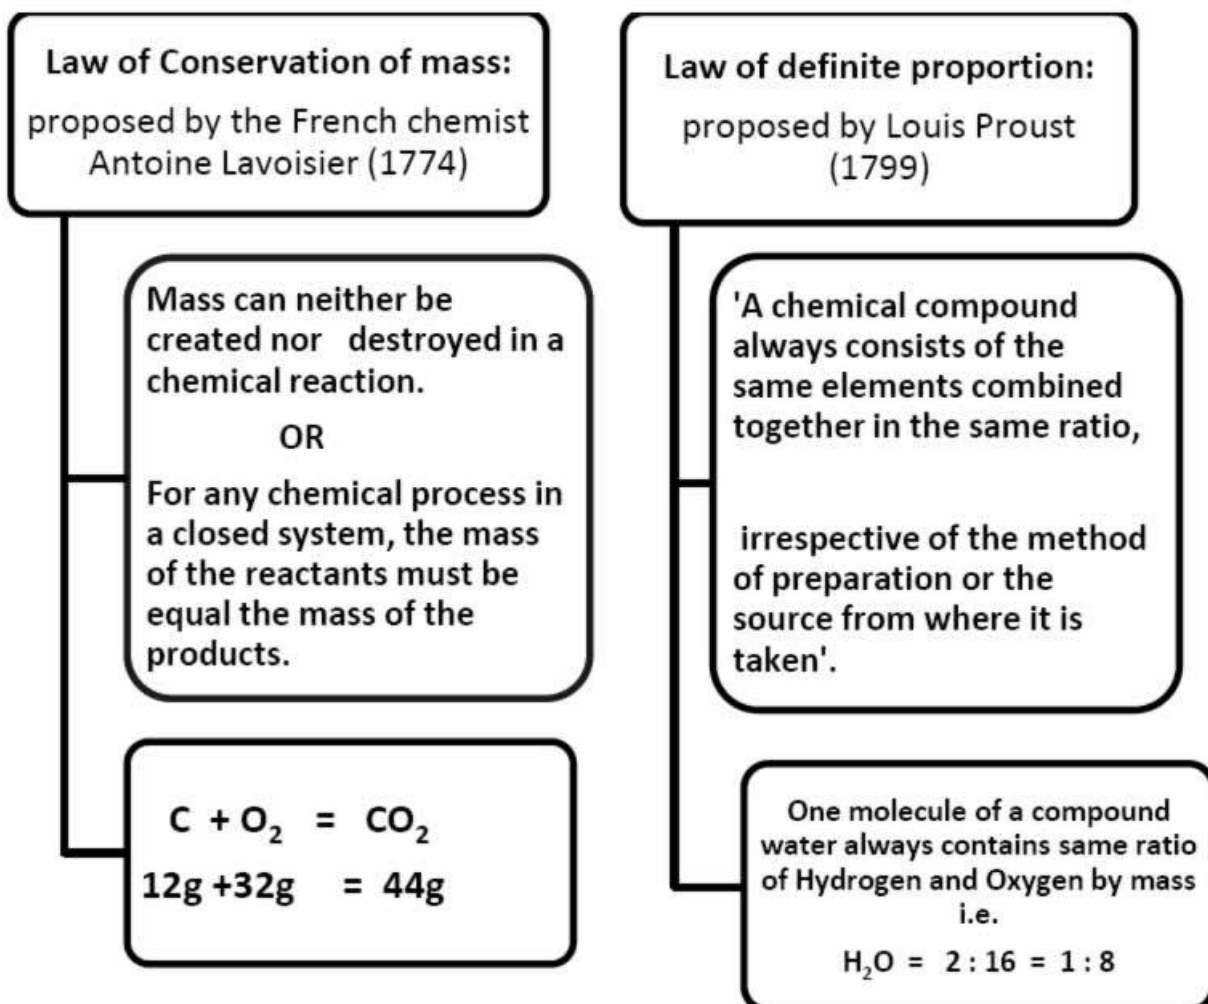 Law of Conservation of mass:
proposed by the French chemist
Antoine Lavoisier (1774)
Mass can neither be
created nor destroyed in a
chemical reaction.
OR
For any chemical process in
a closed system, the mass
of the reactants must be
equal the mass of the
products.
C + O₂ = CO₂
12g +32g = 44g
Law of definite proportion:
proposed by Louis Proust
(1799)
'A chemical compound
always consists of the
same elements combined
together in the same ratio,
irrespective of the method
of preparation or the
source from where it is
taken'.
One molecule of a compound
water always contains same ratio
of Hydrogen and Oxygen by mass
i.e.
H₂O = 2 : 16 = 1 : 8